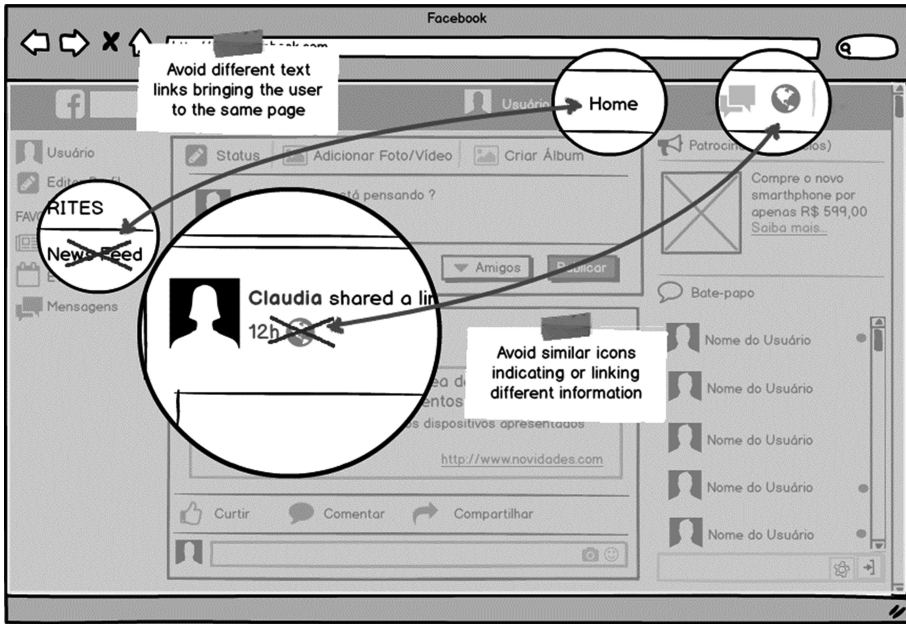 Facebook
Avoid different text
links bringing the user
to the same page
Usuário
Home
Usuário
Editar Perfil
RITES
News Feed
Mensagens
Status
Adicionar Foto/Vídeo
Criar Álbum
pensando ?
Amigos
Publicar
Claudia shared a
12h
Avoid similar icons
indicating or linking
different information
dispositivos apresentados
http://www.novidades.com
Curtir
Comentar
Compartilhar
Compre o novo
smarthphone por
apenas R$ 599,00
Saiba mais...
Bate-papo
Nome do Usuário
Nome do Usuário
Nome do Usuário
Nome do Usuário
Nome do Usuário